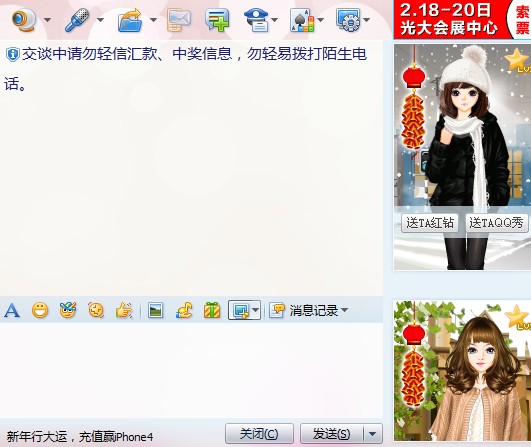 2.18-20日
光大会展中心
索
票
交谈中请勿轻信汇款、中奖信息，勿轻易拨打陌生电
话。
送TA红钻
送TAQQ秀
消息记录
新年行大运，充值赢iPhone4
关闭(C)
发送(S)